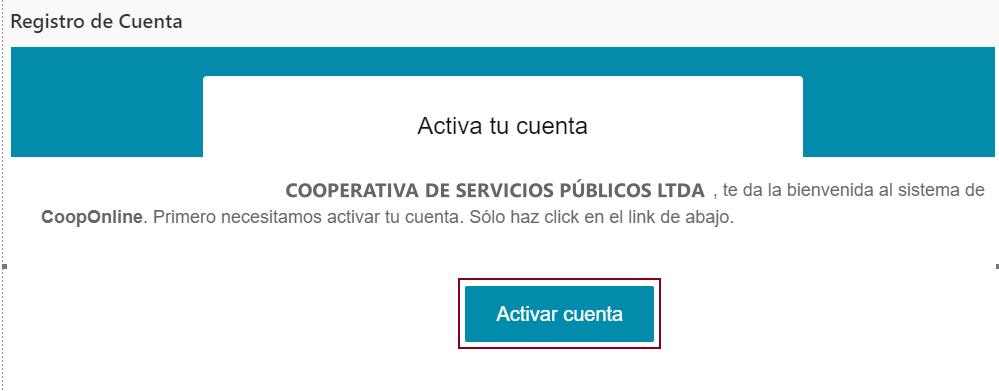 Registro de Cuenta
Activa tu cuenta
COOPERATIVA DE SERVICIOS PÚBLICOS LTDA , te da la bienvenida al sistema de
CoopOnline. Primero necesitamos activar tu cuenta. Sólo haz click en el link de abajo.
Activar cuenta